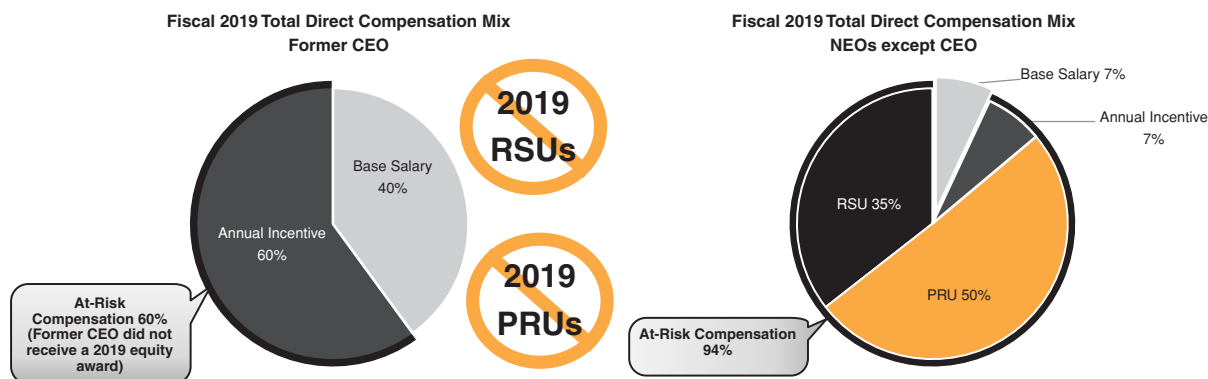 Fiscal 2019 Total Direct Compensation Mix
Former CEO
Base Salary
40%
Annual Incentive
60%
At-Risk
Compensation 60%
(Former CEO did not
receive a 2019 equity
award)
2019
RSUs
2019
PRUs
Fiscal 2019 Total Direct Compensation Mix
NEOs except CEO
Base Salary 7%
Annual Incentive
7%
RSU 35%
PRU 50%
At-Risk Compensation
94%